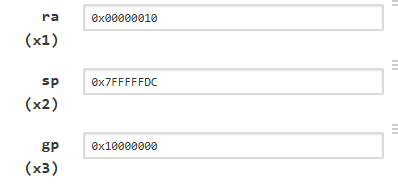 ra 0x00000010
(x1)
sp 0x7FFFFFDC
(x2)
gp 0x10000000
(x3)